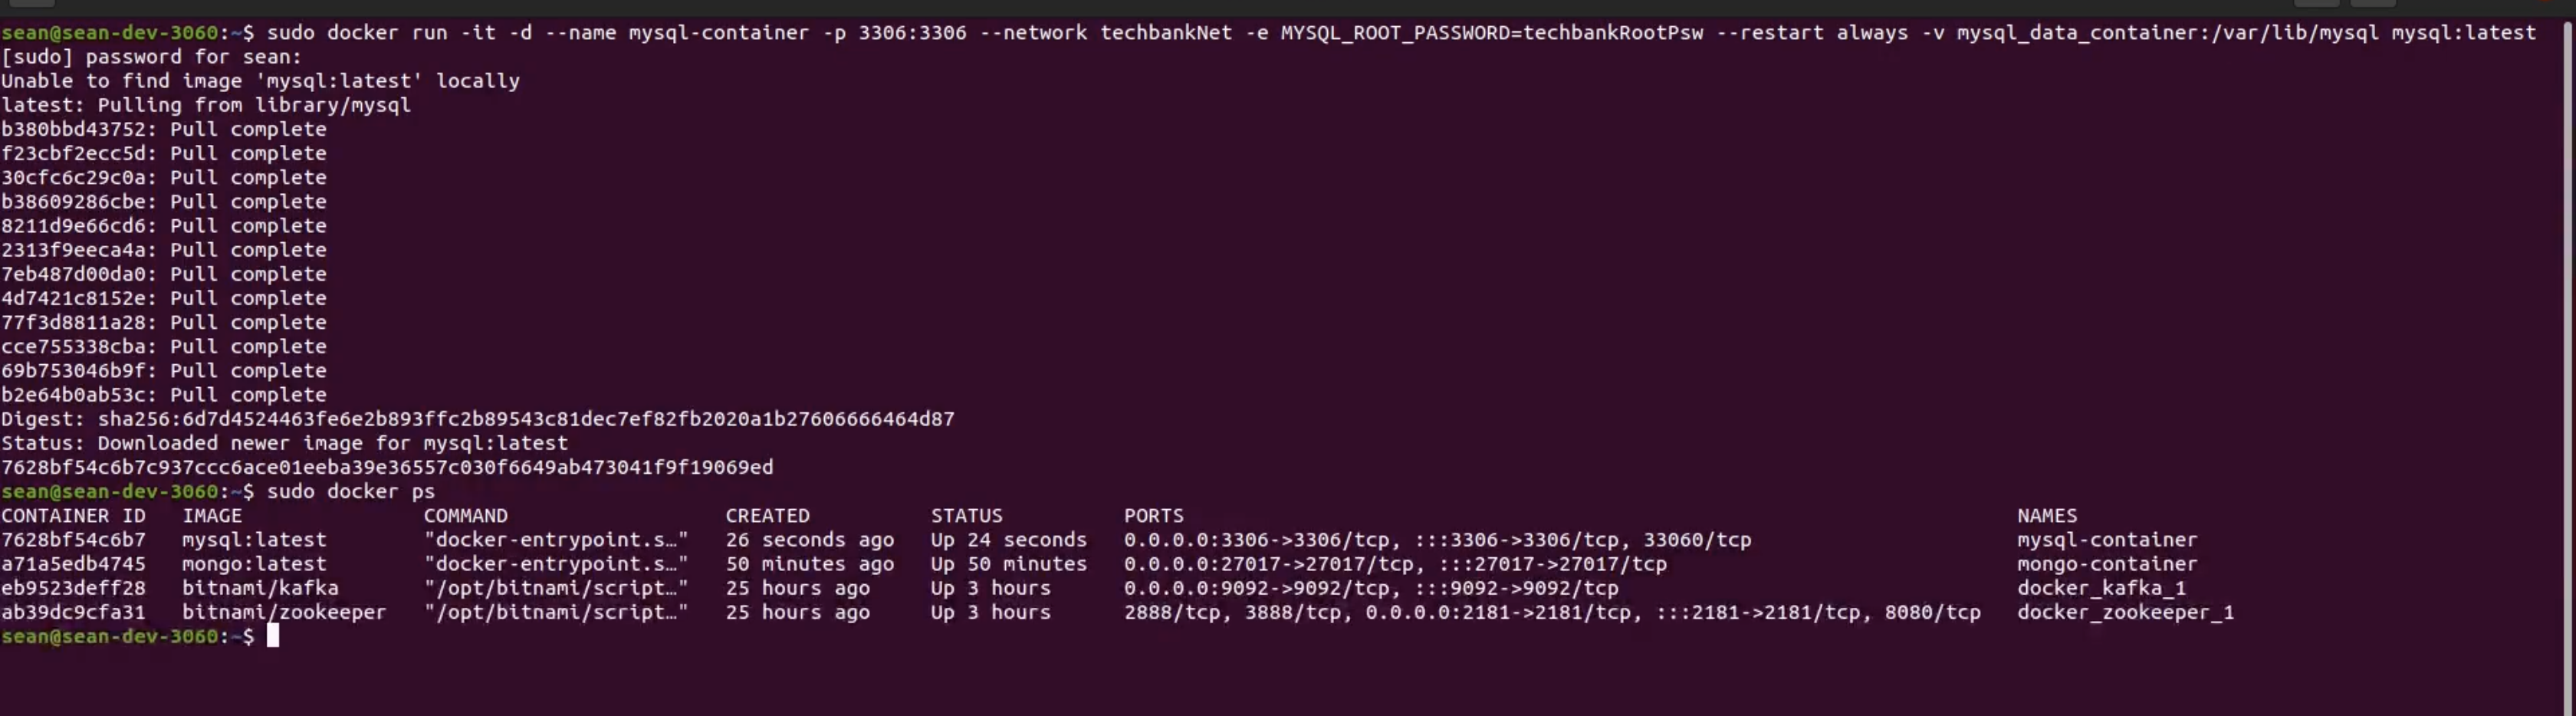 sean@sean-dev-3060:~$ sudo docker run -it -d --name mysql-container -p 3306:3306 --network techbankNet -e MYSQL_ROOT_PASSWORD=techbankRootPsw --restart always -v mysql_data_container:/var/lib/mysql mysql:latest
[sudo] password for sean:
Unable to find image 'mysql:latest' locally
latest: Pulling from library/mysql
b380bbd43752: Pull complete
f23cbf2ecc5d: Pull complete
30cfc6c29c0a: Pull complete
b38609286cbe: Pull complete
8211d9e66cd6: Pull complete
2313f9eeca4a: Pull complete
7eb487d00da0: Pull complete
4d7421c8152e: Pull complete
77f3d8811a28: Pull complete
cce755338cba: Pull complete
69b753046b9f: Pull complete
b2e64b0ab53c: Pull complete
Digest: sha256:6d7d4524463fe6e2b893ffc2b89543c81dec7ef82fb2020a1b27606666464d87
Status: Downloaded newer image for mysql:latest
7628bf54c6b7c937ccc6ace01eeba39e36557c030f6649ab473041f9f19069ed
sean@sean-dev-3060:~$ sudo docker ps
CONTAINER ID   IMAGE               COMMAND                  CREATED          STATUS          PORTS                                                                     NAMES
7628bf54c6b7   mysql:latest        "docker-entrypoint.s…"   26 seconds ago   Up 24 seconds   0.0.0.0:3306->3306/tcp, :::3306->3306/tcp, 33060/tcp                      mysql-container
a71a5edb4745   mongo:latest        "docker-entrypoint.s…"   50 minutes ago   Up 50 minutes   0.0.0.0:27017->27017/tcp, :::27017->27017/tcp                             mongo-container
eb9523deff28   bitnami/kafka       "/opt/bitnami/script…"   25 hours ago     Up 3 hours      0.0.0.0:9092->9092/tcp, :::9092->9092/tcp                                 docker_kafka_1
ab39dc9cfa31   bitnami/zookeeper   "/opt/bitnami/script…"   25 hours ago     Up 3 hours      2888/tcp, 3888/tcp, 0.0.0.0:2181->2181/tcp, :::2181->2181/tcp, 8080/tcp   docker_zookeeper_1
sean@sean-dev-3060:~$